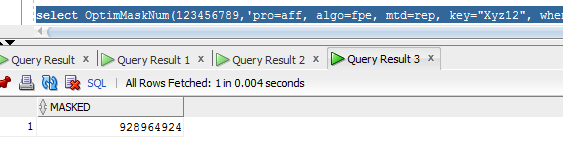 select OptimMaskNum(123456789,'pro=aff, algo=fpe, mtd=rep, key="Xyz12", when
Query Result × Query Result 1 × Query Result 2 × Query Result 3 ×
SQL | All Rows Fetched: 1 in 0.004 seconds
MASKED
1 928964924